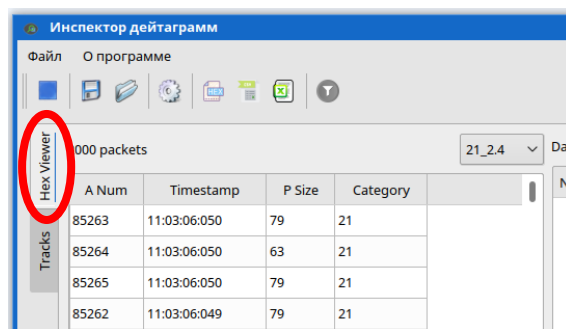 Инспектор дейтаграмм
Файл О программе
HEX
Hex Viewer
000 packets
21_2.4
Da
A Num Timestamp P Size Category
85263 11:03:06:050 79 21
85264 11:03:06:050 63 21
Tracks
85265 11:03:06:050 79 21
85262 11:03:06:049 79 21